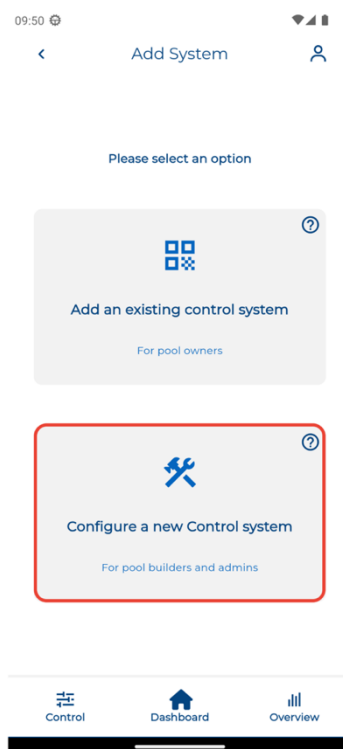 09:50
Add System
Please select an option
Add an existing control system
For pool owners
Configure a new Control system
For pool builders and admins
Control
Dashboard
Overview